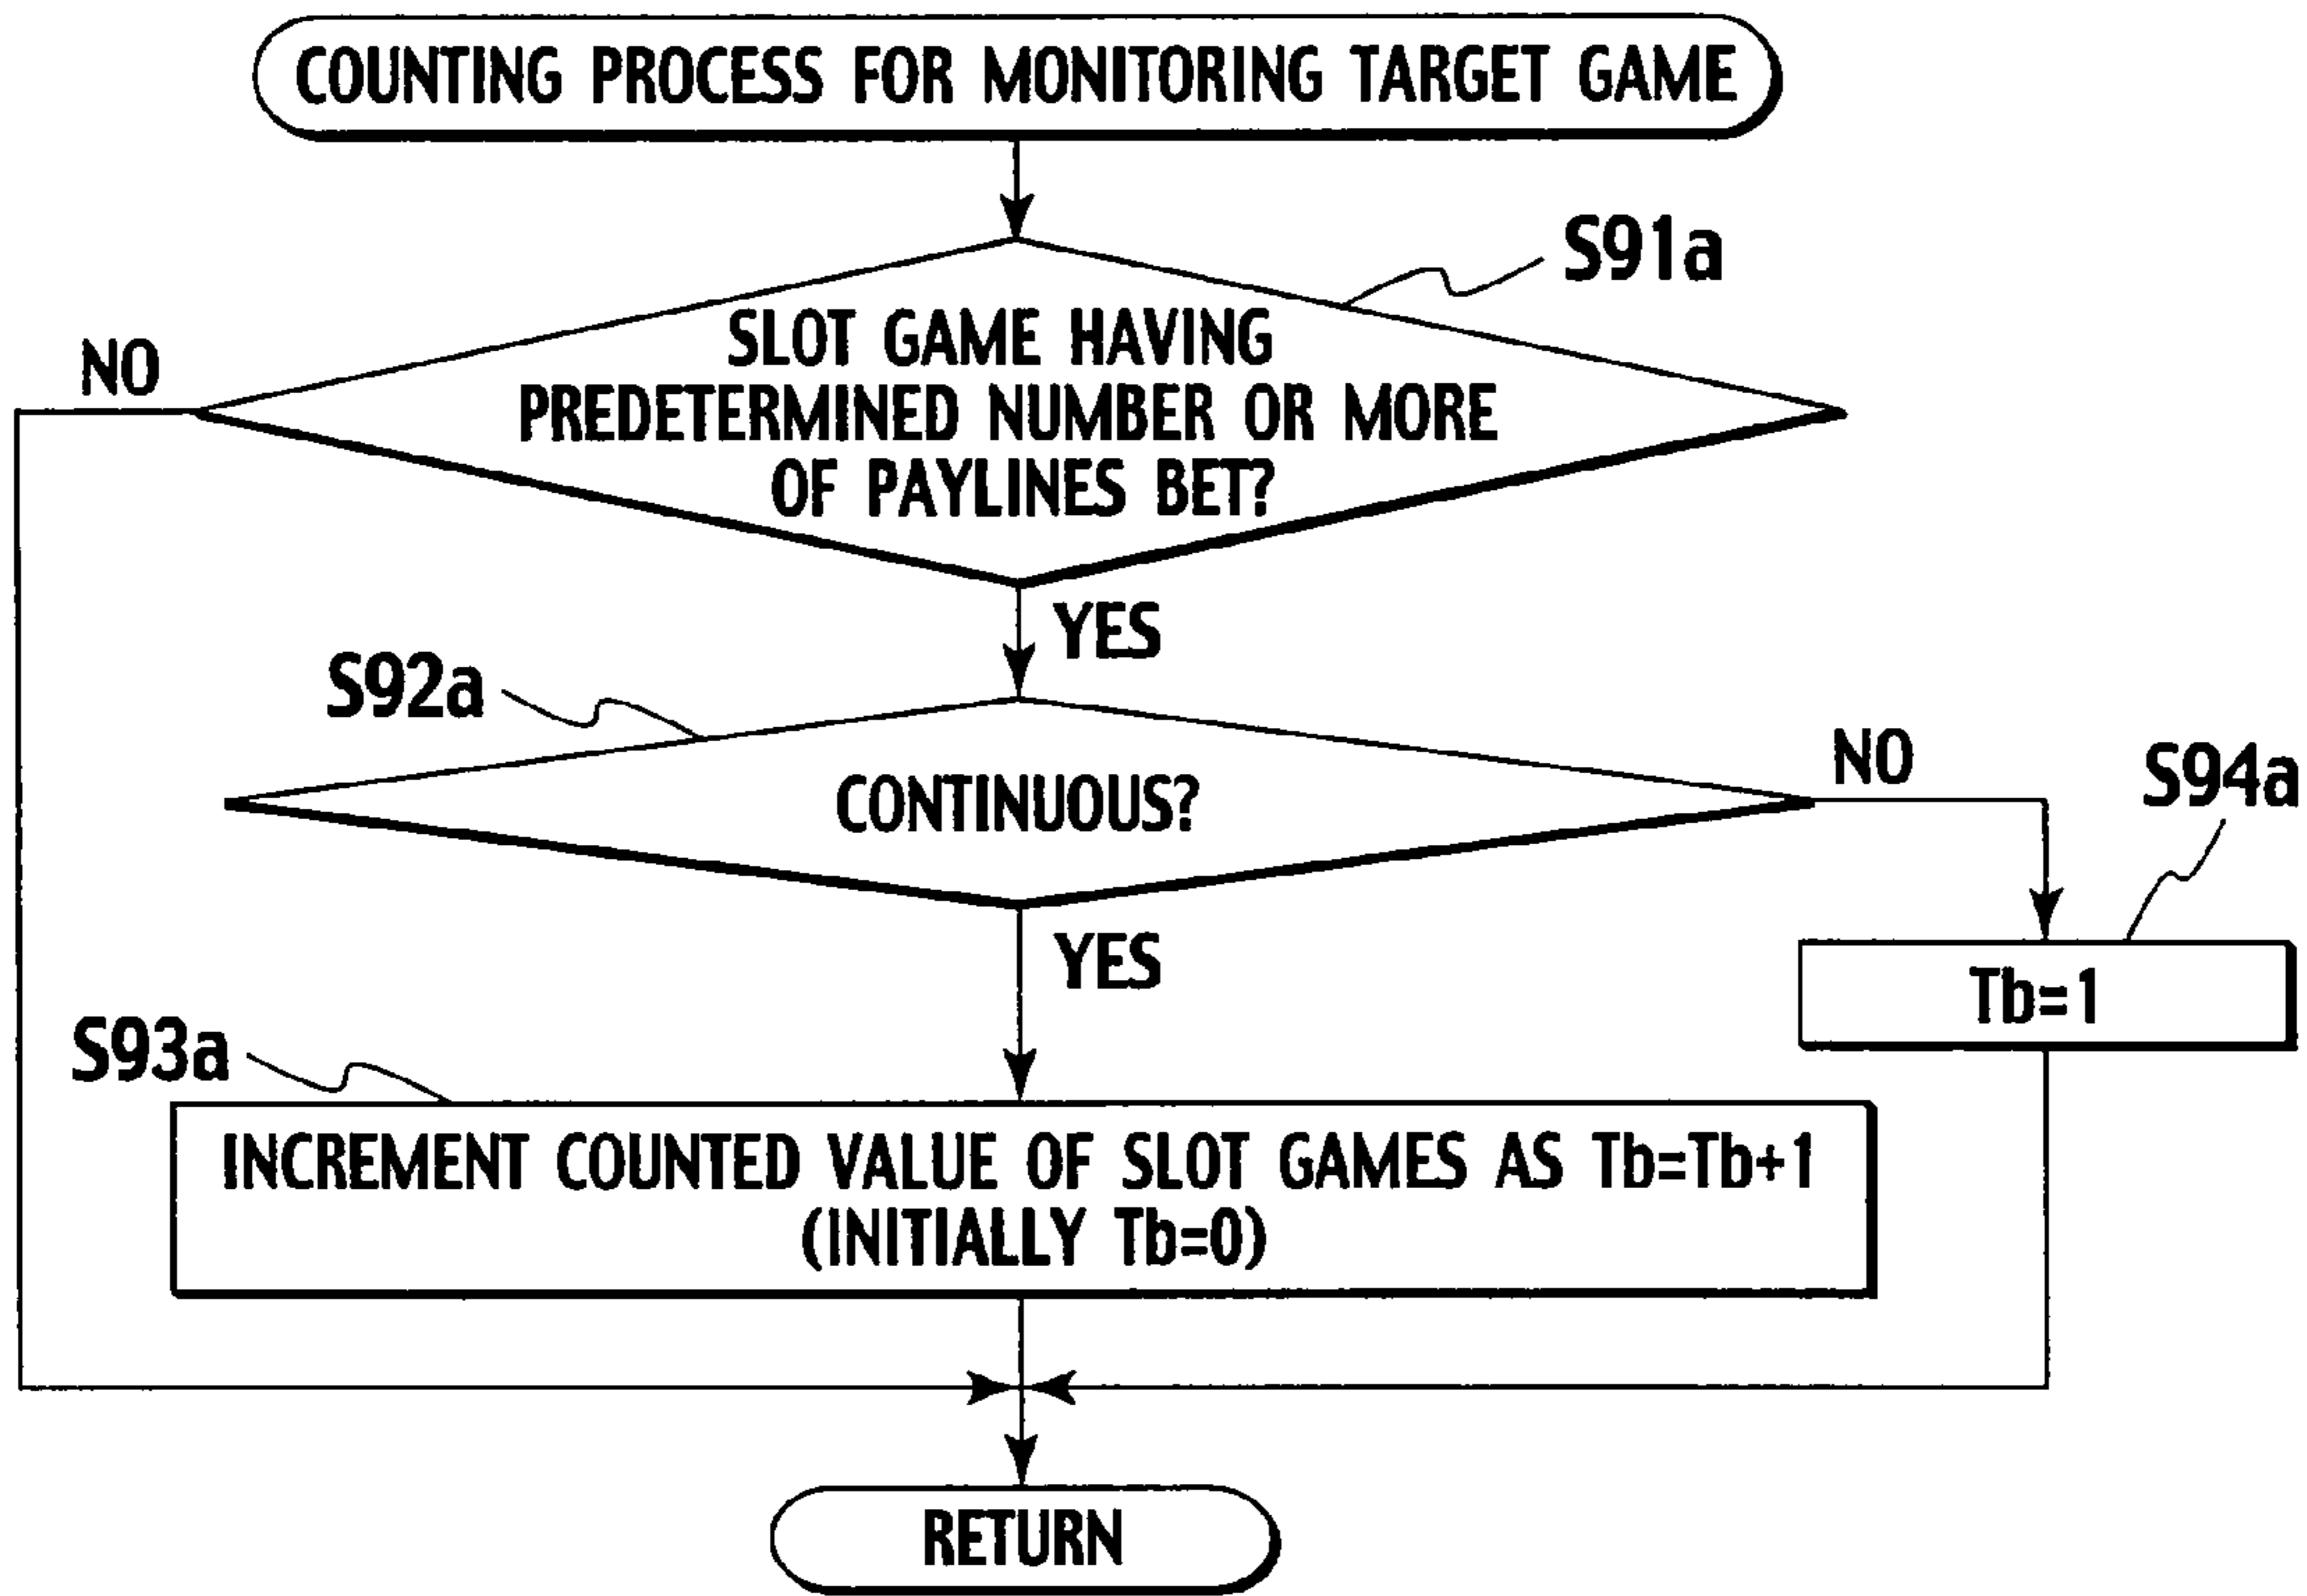 COUNTING PROCESS FOR MONITORING TARGET GAME
S91a
SLOT GAME HAVING
PREDETERMINED NUMBER OR MORE
OF PAYLINES BET?
NO
YES
S92a
CONTINUOUS?
NO
S94a
YES
Tb=1
S93a
INCREMENT COUNTED VALUE OF SLOT GAMES AS Tb=Tb+1
(INITIALLY Tb=0)
RETURN